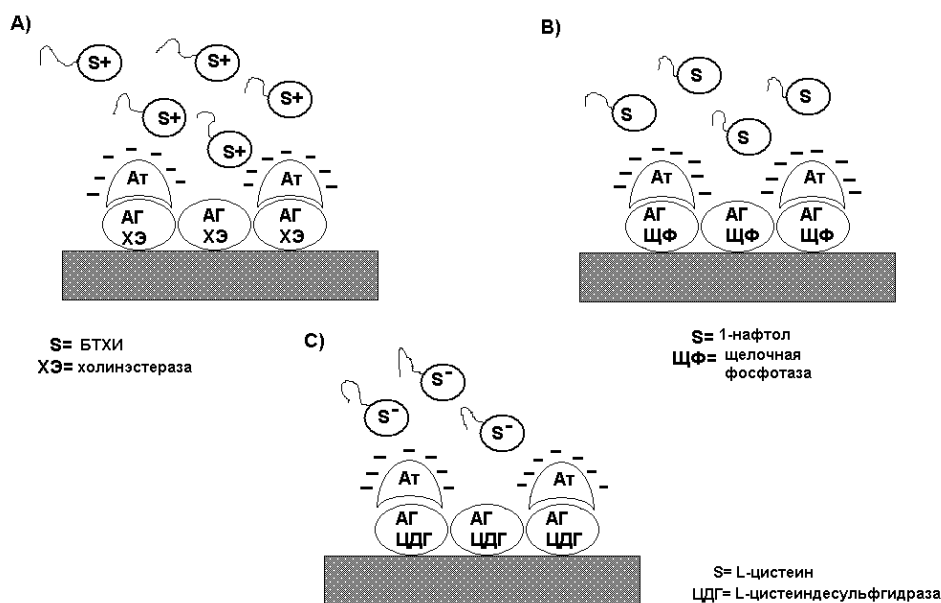 А)
S+
S+
S+
S+
S+
Ат
Ат
АГ
ХЭ
АГ
ХЭ
АГ
ХЭ
S= БТХИ
ХЭ= холинэстераза
В)
S
S
S
S
Ат
Ат
АГ
ЩФ
АГ
ЩФ
АГ
ЩФ
S= 1-нафтол
ЩФ= щелочная
фосфотаза
С)
S-
S-
S-
Ат
Ат
АГ
ЦДГ
АГ
ЦДГ
АГ
ЦДГ
S= L-цистеин
ЦДГ= L-цистеиндесульфгидраза